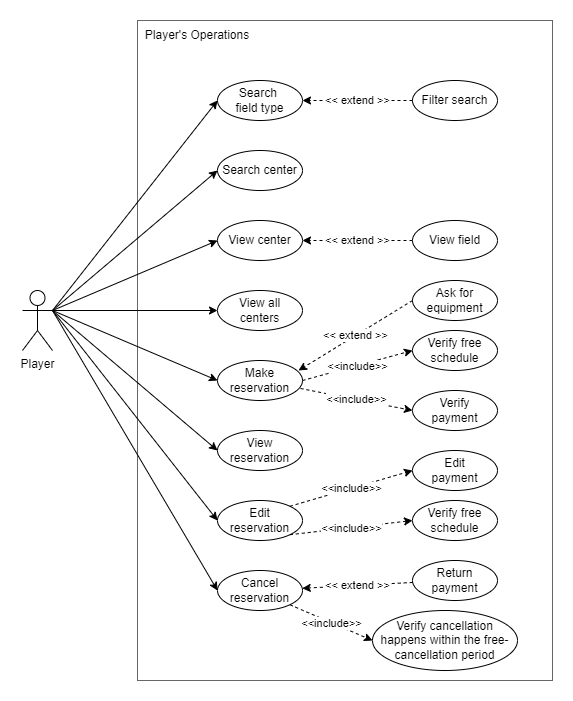 Player's Operations
Search
field type
<< extend >>
Filter search
Search center
View center
<< extend >>
View field
View all
centers
Ask for
equipment
<< extend >>
Make
reservation
<<include>>
Verify free
schedule
<<include>>
Verify
payment
Player
View
reservation
Edit
reservation
<<include>>
Edit
payment
<<include>>
Verify free
schedule
Cancel
reservation
<< extend >>
Return
payment
<<include>>
Verify cancellation
happens within the free-
cancellation period